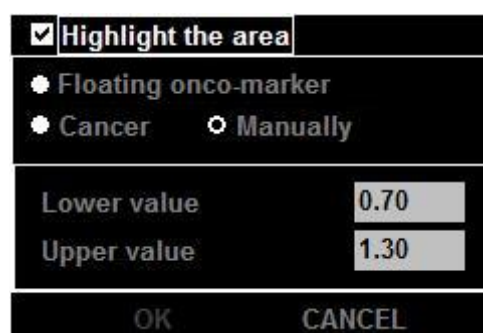 Highlight the area
Floating onco-marker
Cancer Manually
Lower value 0.70
Upper value 1.30
OK CANCEL